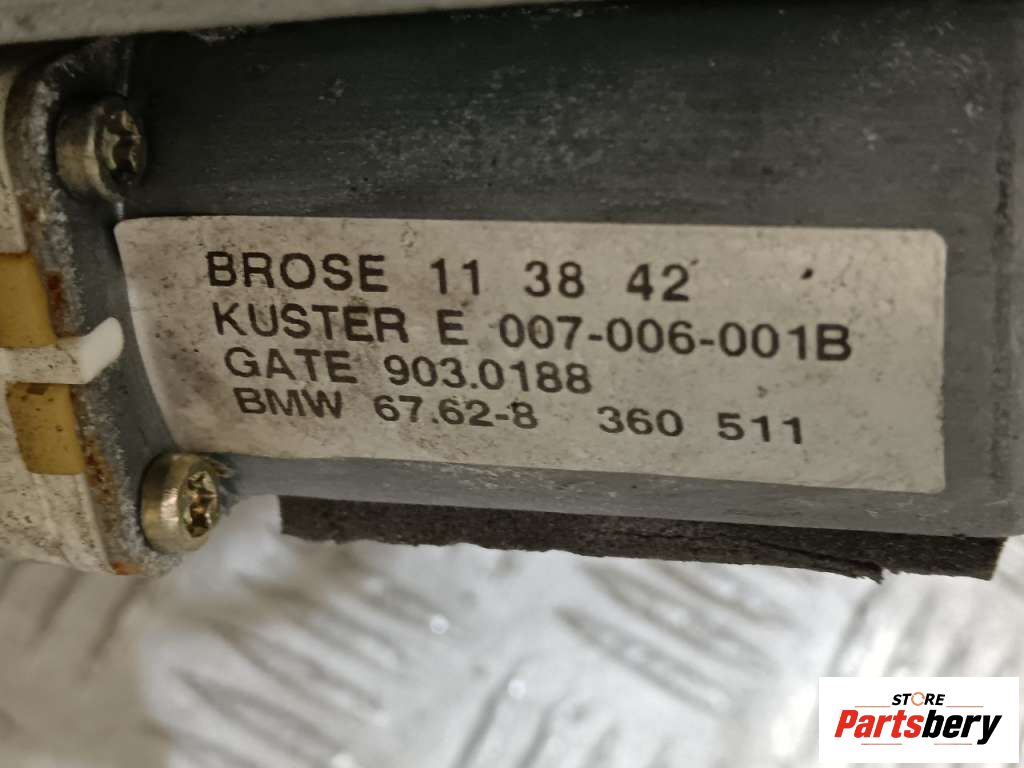 BROSE 11 38 42
KUSTER E 007-006-001B
GATE 903.0188
BMW 67.62-8 360 511
STORE
Partsbery